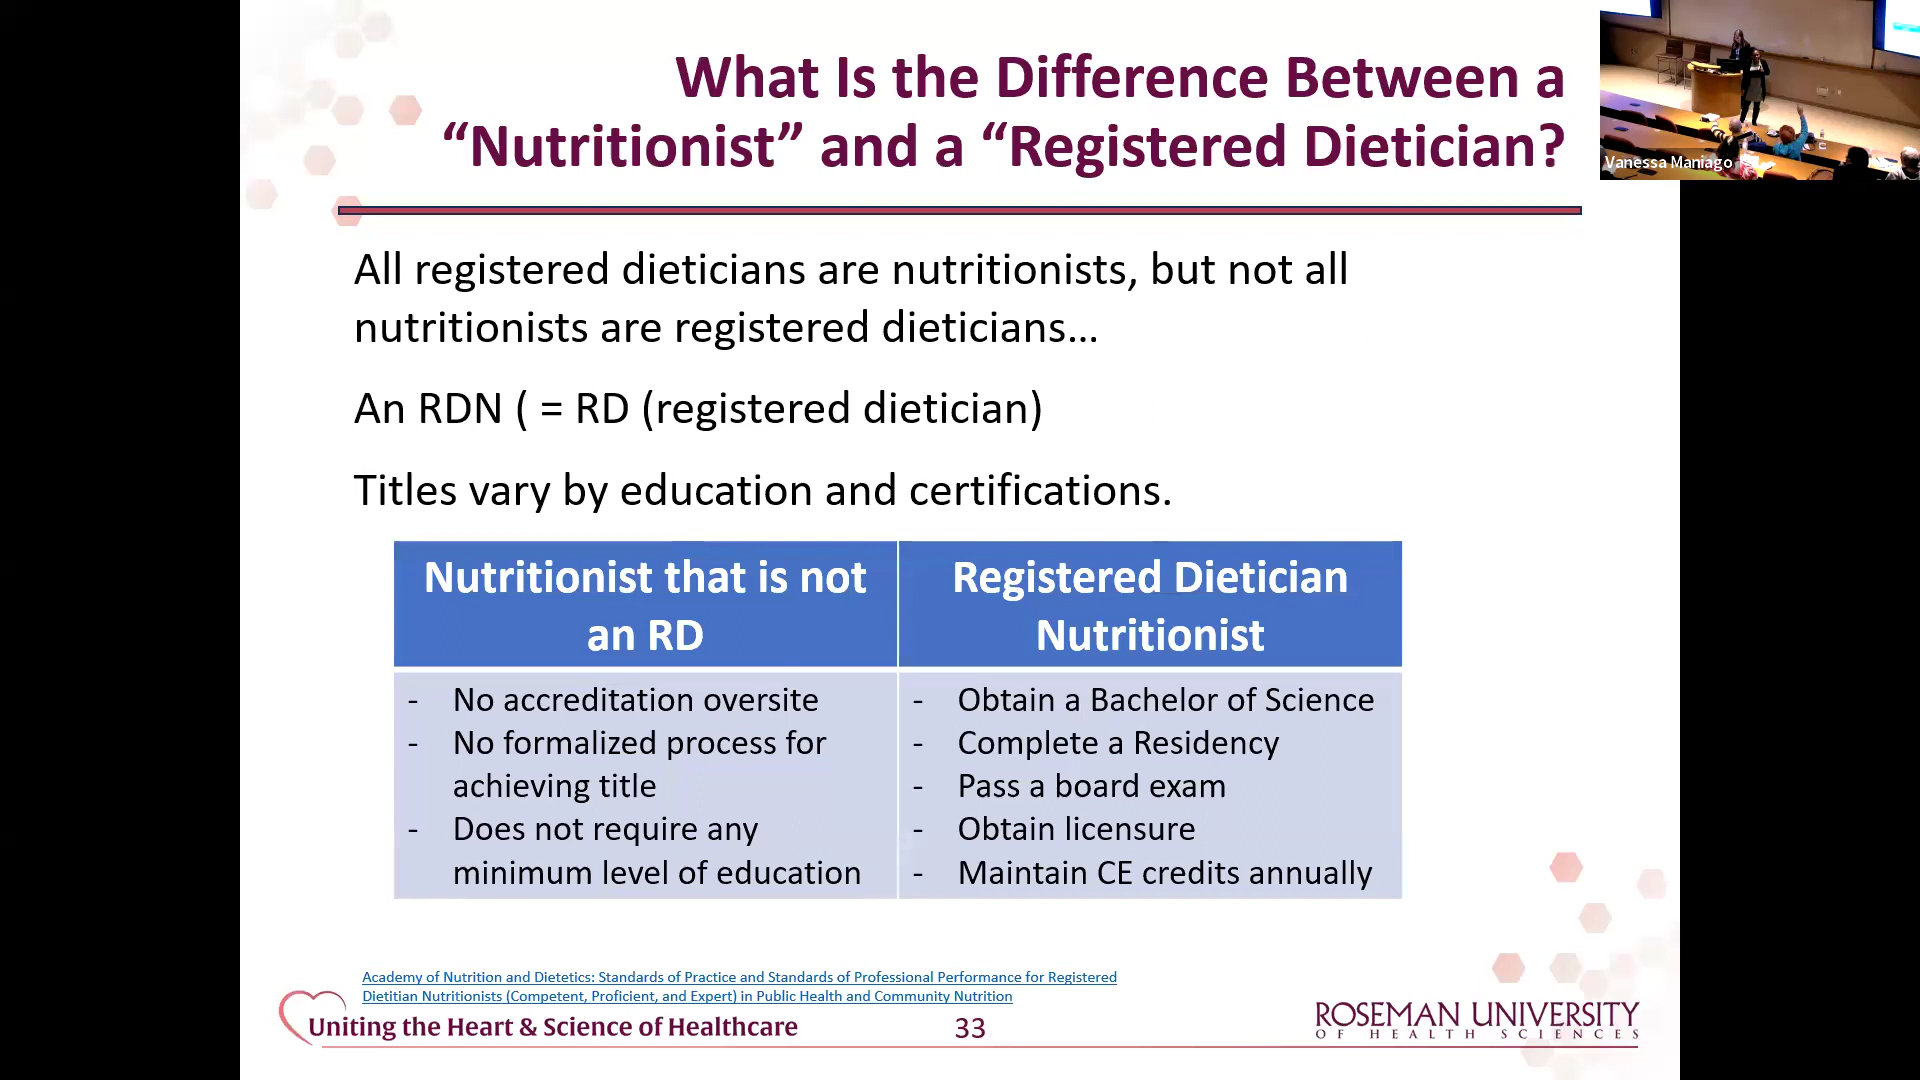 What Is the Difference Between a
“Nutritionist” and a “Registered Dietician?
Vanessa Maniago
All registered dieticians are nutritionists, but not all
nutritionists are registered dieticians…
An RDN ( = RD (registered dietician)
Titles vary by education and certifications.
Nutritionist that is not
an RD
Registered Dietician
Nutritionist
- No accreditation oversite
- No formalized process for
achieving title
- Does not require any
minimum level of education
- Obtain a Bachelor of Science
- Complete a Residency
- Pass a board exam
- Obtain licensure
- Maintain CE credits annually
Academy of Nutrition and Dietetics: Standards of Practice and Standards of Professional Performance for Registered
Dietitian Nutritionists (Competent, Proficient, and Expert) in Public Health and Community Nutrition
Uniting the Heart & Science of Healthcare
33
ROSEMAN UNIVERSITY
OF HEALTH SCIENCES